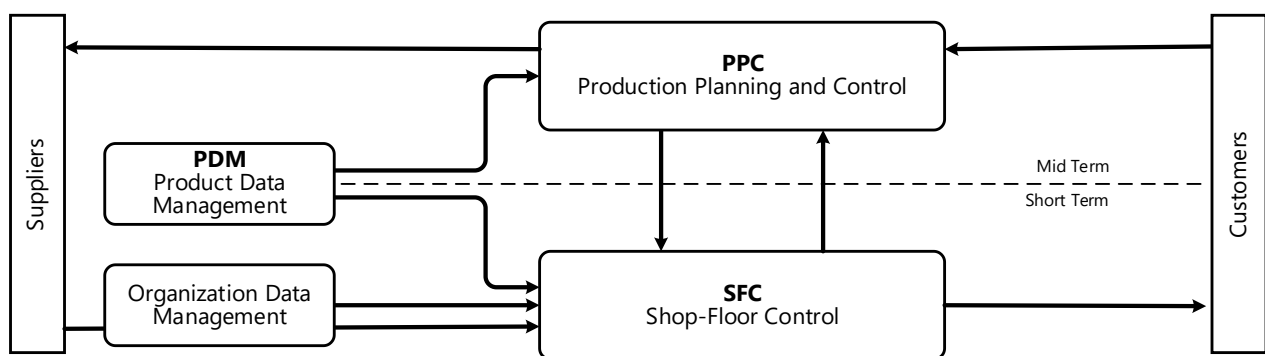 Suppliers
PPC
Production Planning and Control
PDM
Product Data
Management
Mid Term
Short Term
Organization Data
Management
SFC
Shop-Floor Control
Customers